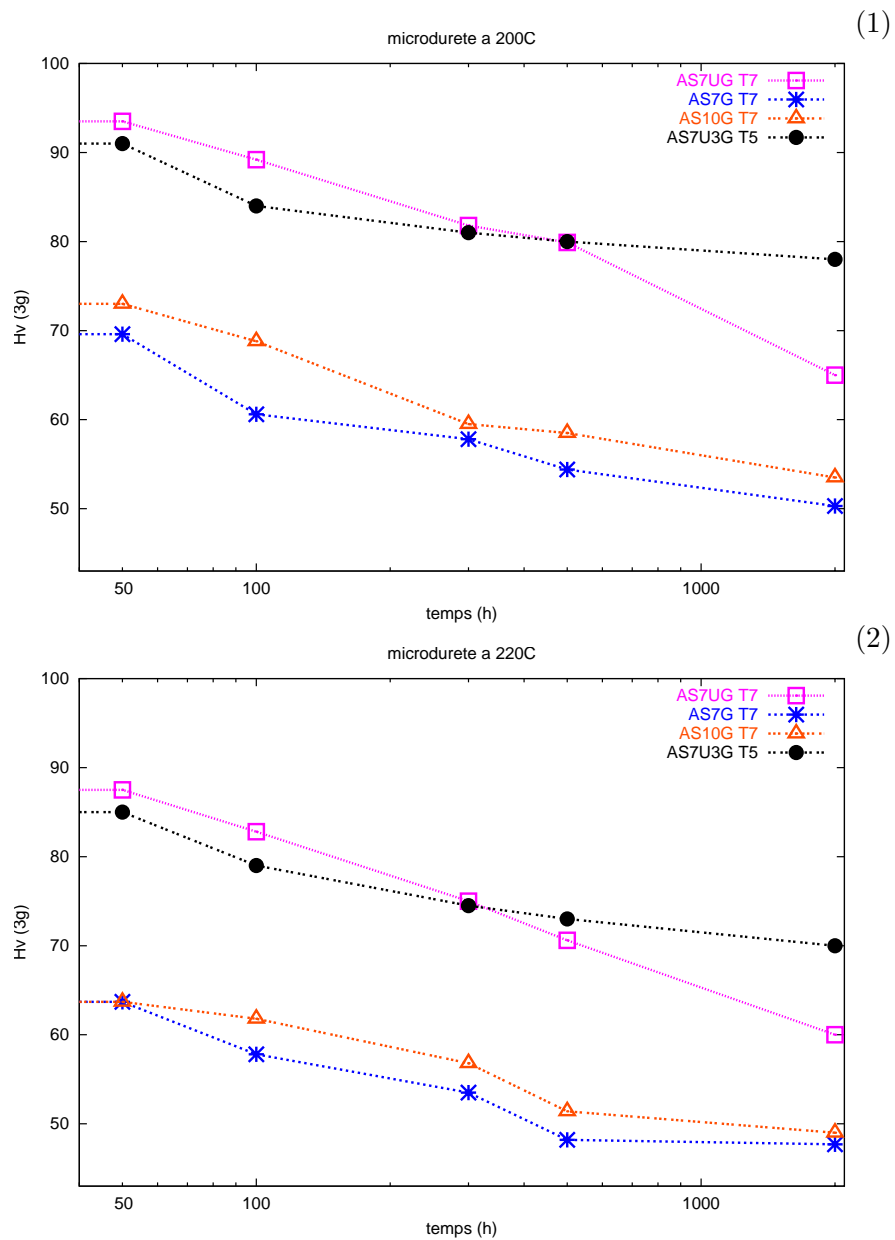 (1)
microdurete a 200C
100
90
80
70
60
50
Hv (3g)
AS7UG T7
AS7G T7
AS10G T7
AS7U3G T5
50 100 1000
temps (h)
(2)
microdurete a 220C
100
90
80
70
60
50
Hv (3g)
AS7UG T7
AS7G T7
AS10G T7
AS7U3G T5
50 100 1000
temps (h)